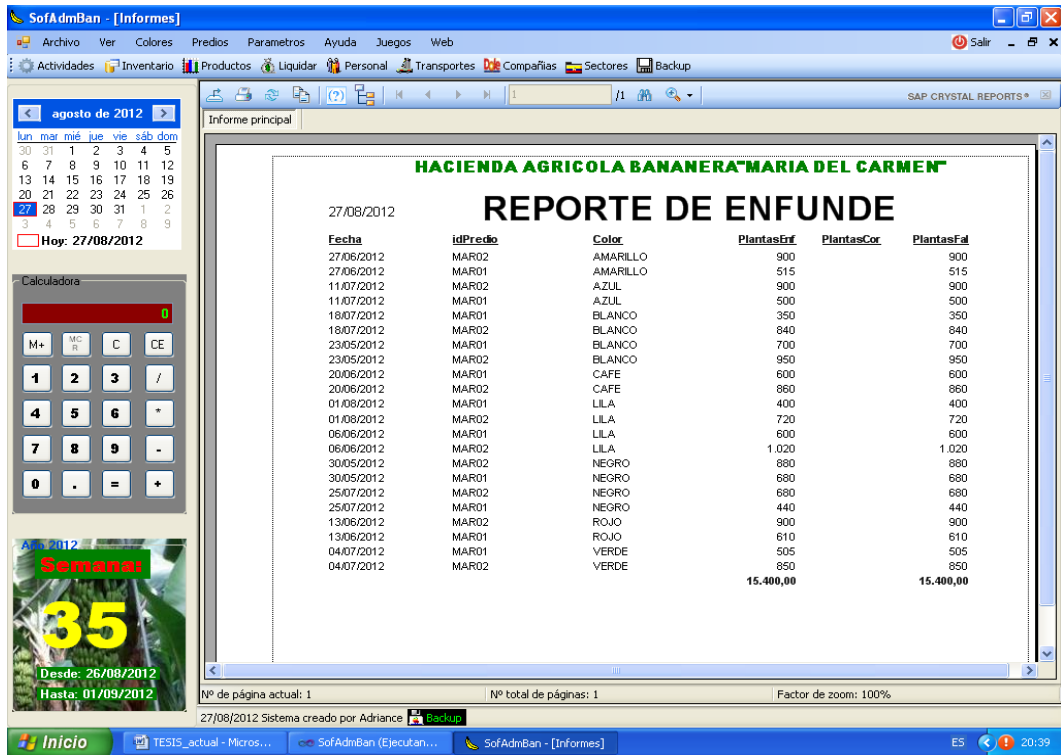 SofAdmBan - [Informes]
Archivo Ver Colores Predios Parametros Ayuda Juegos Web Salir
Actividades Inventario Productos Liquidar Personal Transportes Compañias Sectores Backup
1 /1 SAP CRYSTAL REPORTS®
Informe principal
agosto de 2012
lun mar mié jue vie sáb dom
30 31 1 2 3 4 5
6 7 8 9 10 11 12
13 14 15 16 17 18 19
20 21 22 23 24 25 26
27 28 29 30 31 1 2
3 4 5 6 7 8 9
Hoy: 27/08/2012
Calculadora
0
M+ MC R C CE
1 2 3 /
4 5 6 *
7 8 9 -
0 . = +
Año 2012
Semana:
35
Desde: 26/08/2012
Hasta: 01/09/2012
HACIENDA AGRICOLA BANANERA"MARIA DEL CARMEN"
27/08/2012 REPORTE DE ENFUNDE
Fecha idPredio Color PlantasEnf PlantasCor PlantasFal
27/06/2012 MAR02 AMARILLO 900 900
27/06/2012 MAR01 AMARILLO 515 515
11/07/2012 MAR02 AZUL 900 900
11/07/2012 MAR01 AZUL 500 500
18/07/2012 MAR01 BLANCO 350 350
18/07/2012 MAR02 BLANCO 840 840
23/05/2012 MAR01 BLANCO 700 700
23/05/2012 MAR02 BLANCO 950 950
20/06/2012 MAR01 CAFE 600 600
20/06/2012 MAR02 CAFE 860 860
01/08/2012 MAR01 LILA 400 400
01/08/2012 MAR02 LILA 720 720
06/06/2012 MAR01 LILA 600 600
06/06/2012 MAR02 LILA 1.020 1.020
30/05/2012 MAR02 NEGRO 880 880
30/05/2012 MAR01 NEGRO 680 680
25/07/2012 MAR02 NEGRO 680 680
25/07/2012 MAR01 NEGRO 440 440
13/06/2012 MAR02 ROJO 900 900
13/06/2012 MAR01 ROJO 610 610
04/07/2012 MAR01 VERDE 505 505
04/07/2012 MAR02 VERDE 850 850
15.400,00 15.400,00
Nº de página actual: 1 Nº total de páginas: 1 Factor de zoom: 100%
27/08/2012 Sistema creado por Adriance Backup
Inicio TESIS_actual - Micros... SofAdmBan (Ejecutan... SofAdmBan - [Informes] ES 20:39